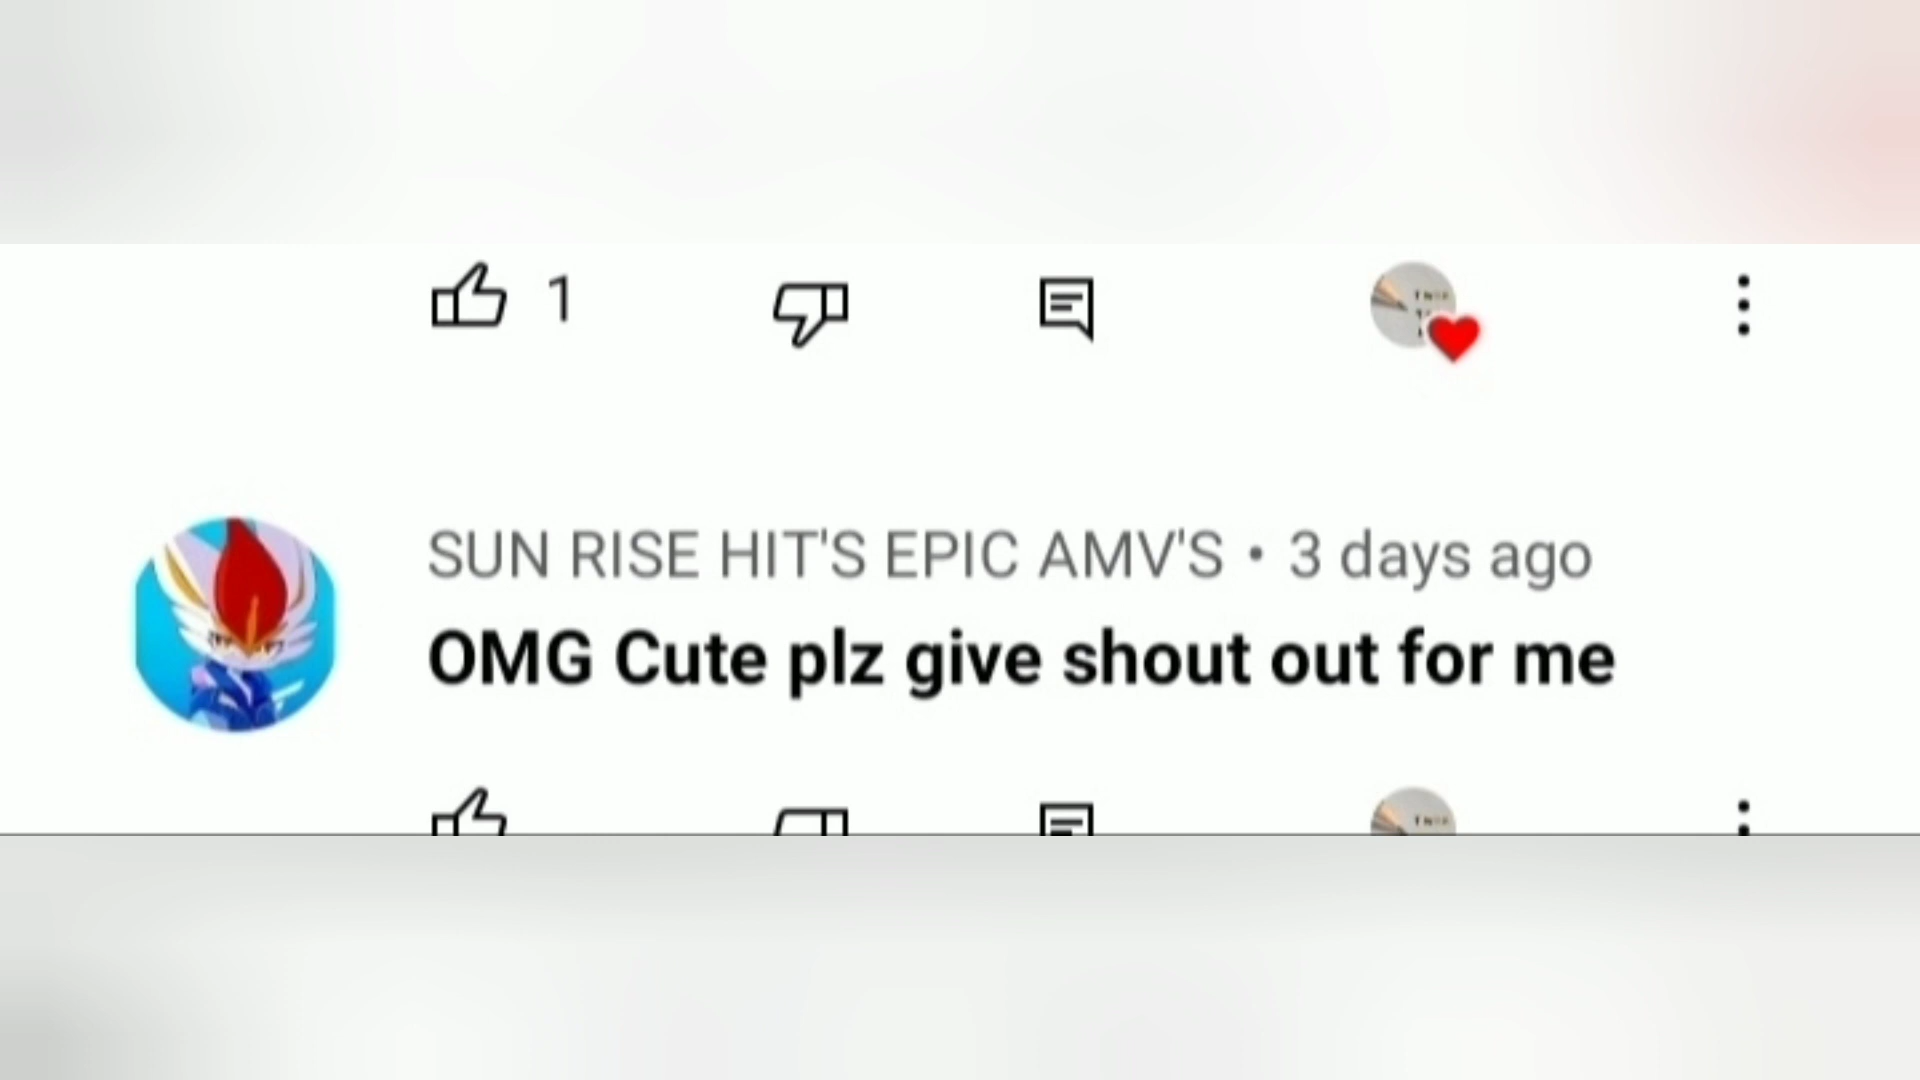 1
SUN RISE HIT'S EPIC AMV'S • 3 days ago
OMG Cute plz give shout out for me